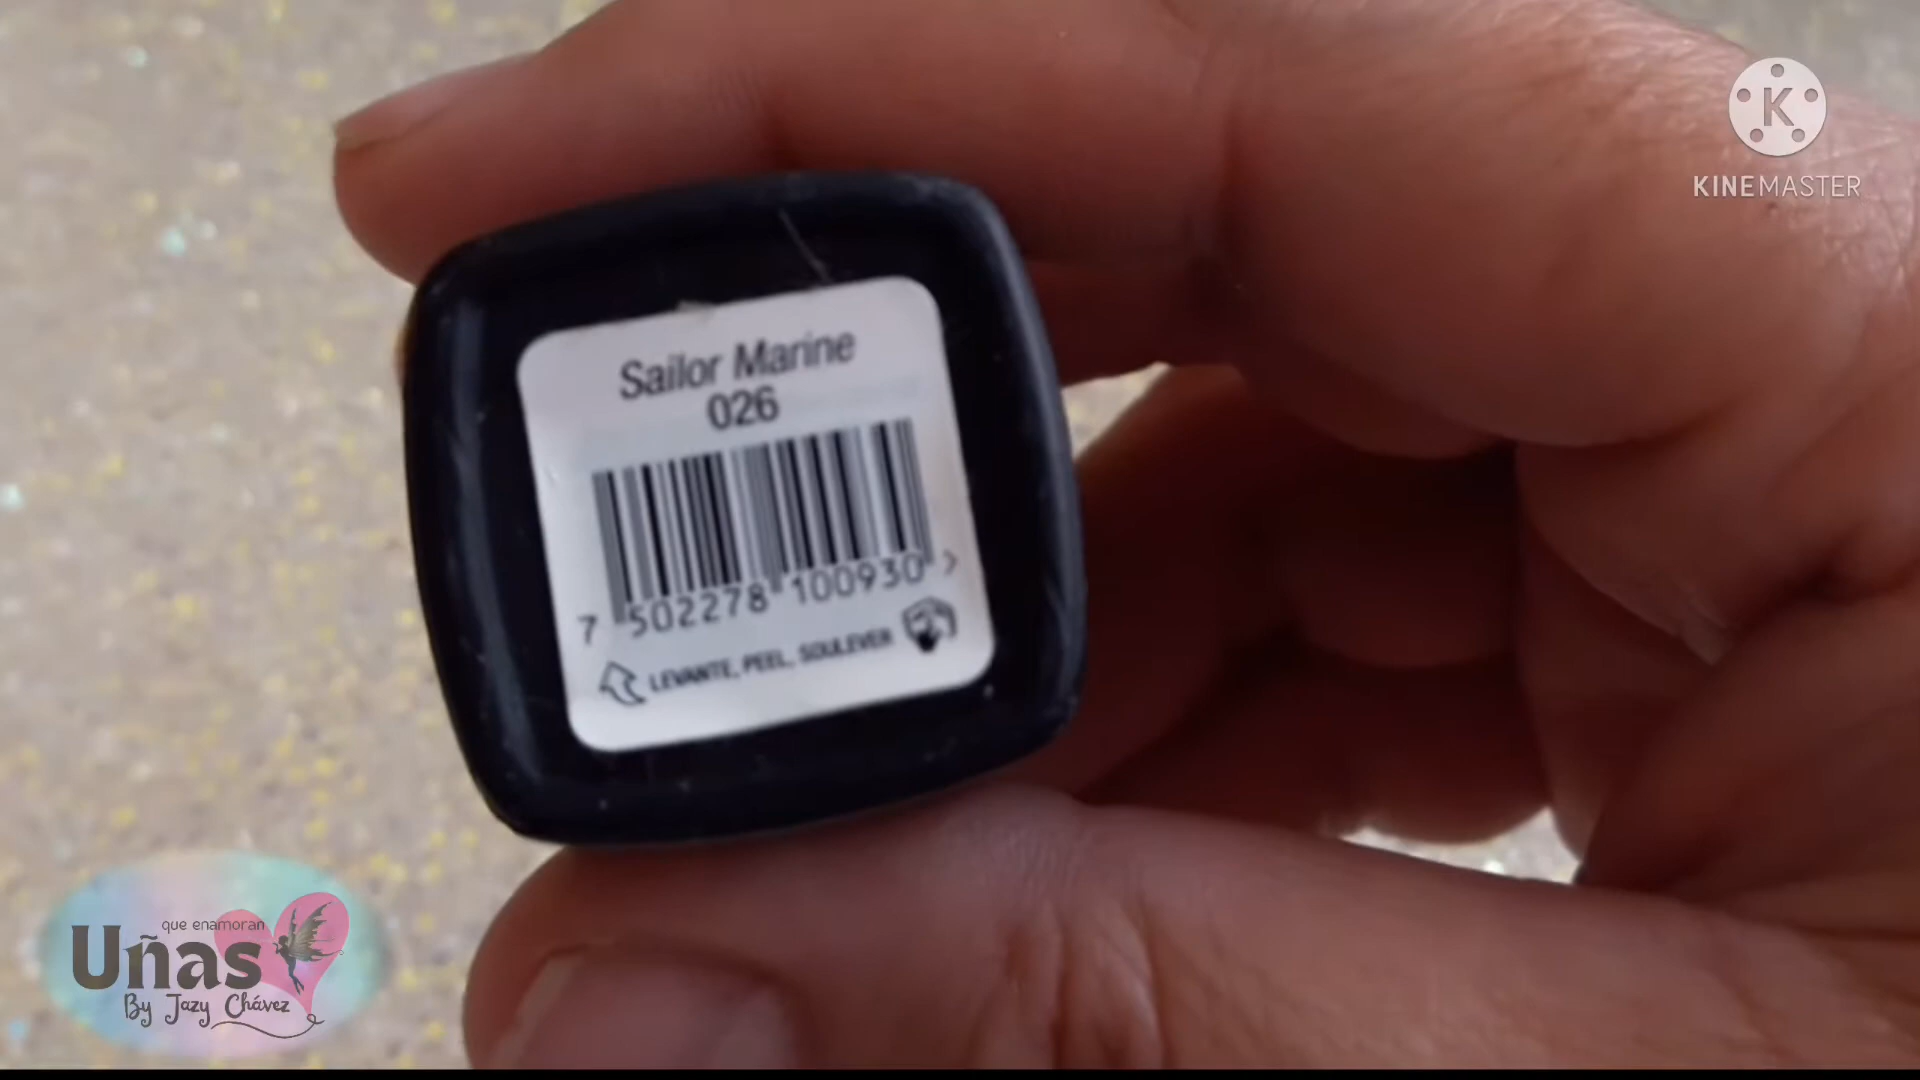 K
KINEMASTER
Sailor Marine
026
7 502278 100930 >
LEVANTE, PEEL, SOULEVER
que enamoran
Uñas
By Jazy Chávez